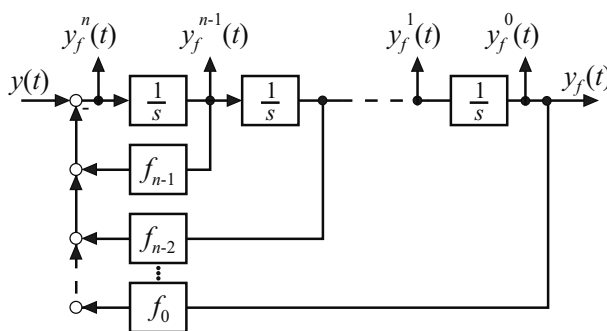 y_f^n(t) y_f^{n-1}(t) y_f^1(t) y_f^0(t)
y(t) - 1/s 1/s 1/s y_f(t)
f_{n-1}
f_{n-2}
f_0